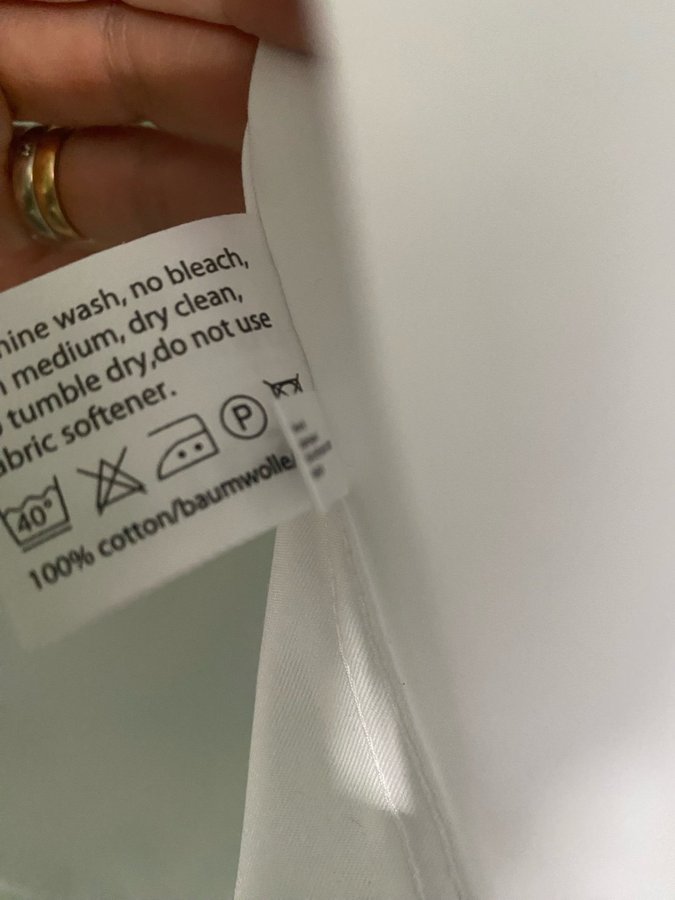 hine wash, no bleach,
medium, dry clean,
tumble dry,do not use
abric softener.
40° P
100% cotton/baumwolle/